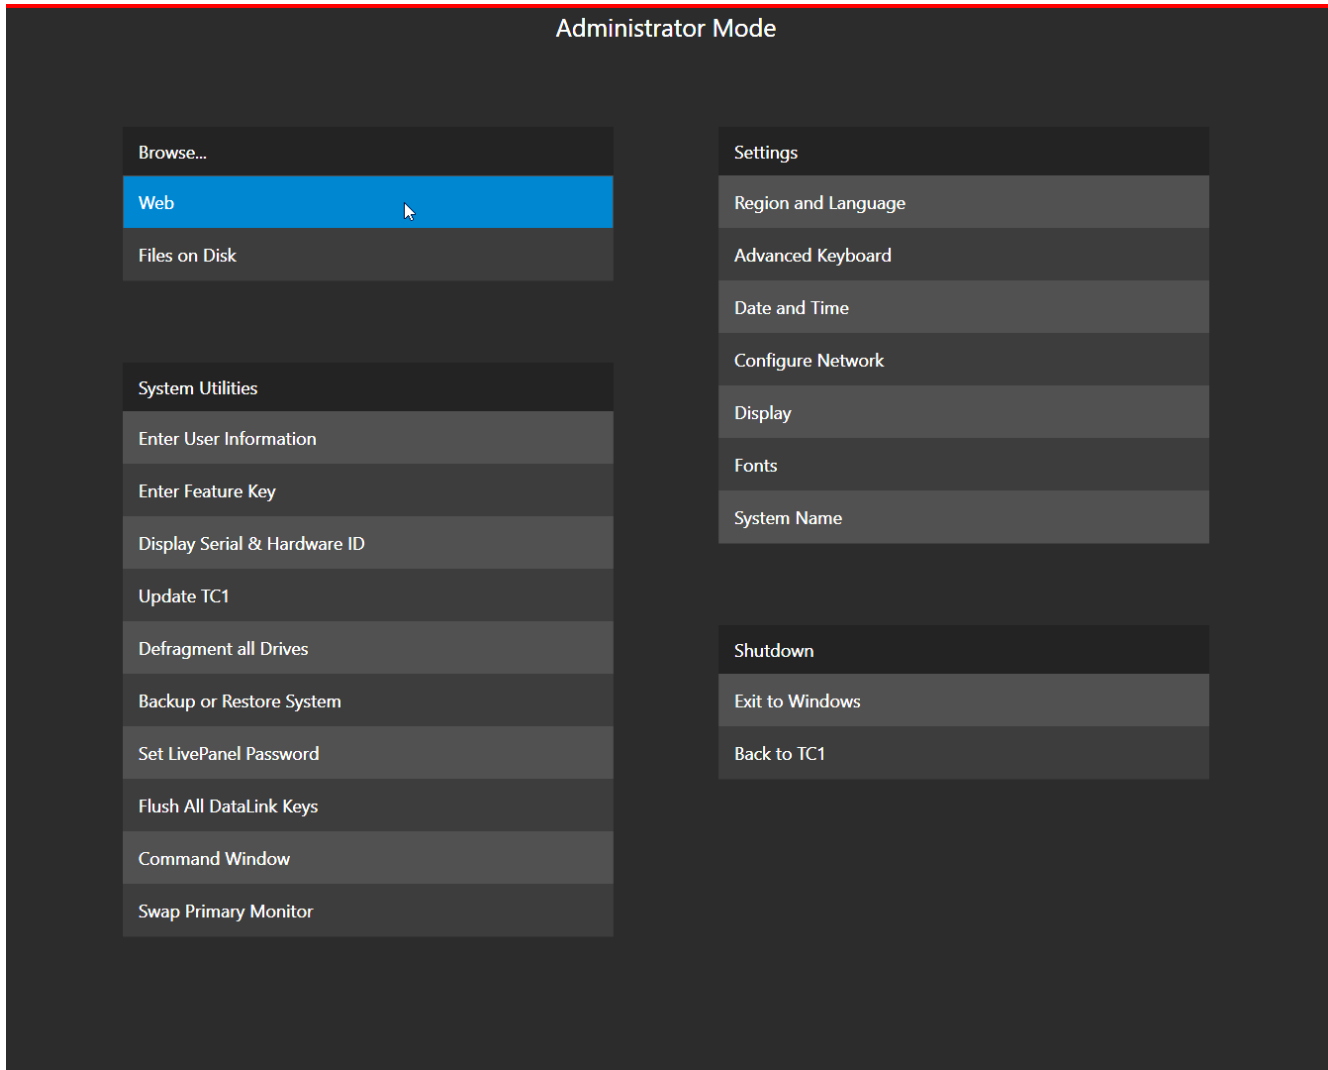 Administrator Mode
Browse...
Web
Files on Disk
System Utilities
Enter User Information
Enter Feature Key
Display Serial & Hardware ID
Update TC1
Defragment all Drives
Backup or Restore System
Set LivePanel Password
Flush All DataLink Keys
Command Window
Swap Primary Monitor
Settings
Region and Language
Advanced Keyboard
Date and Time
Configure Network
Display
Fonts
System Name
Shutdown
Exit to Windows
Back to TC1